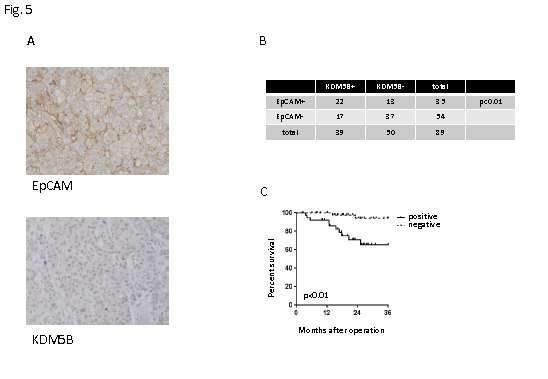 Fig. 5
A
EpCAM
KDM5B
B
KDM5B+ KDM5B- total
EpCAM+ 22 13 35 p<0.01
EpCAM- 17 37 54
total 39 50 89
C
positive
negative
100
80
60
40
20
0
Percent survival
p<0.01
0 12 24 36
Months after operation